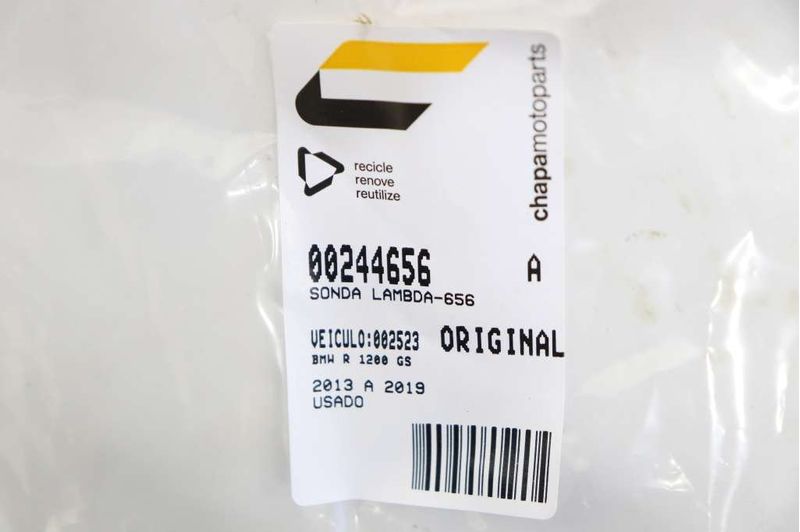 chapamotoparts
recicle
renove
reutilize
00244656 A
SONDA LAMBDA-656
VEICULO:002523 ORIGINAL
BMW R 1200 GS
2013 A 2019
USADO